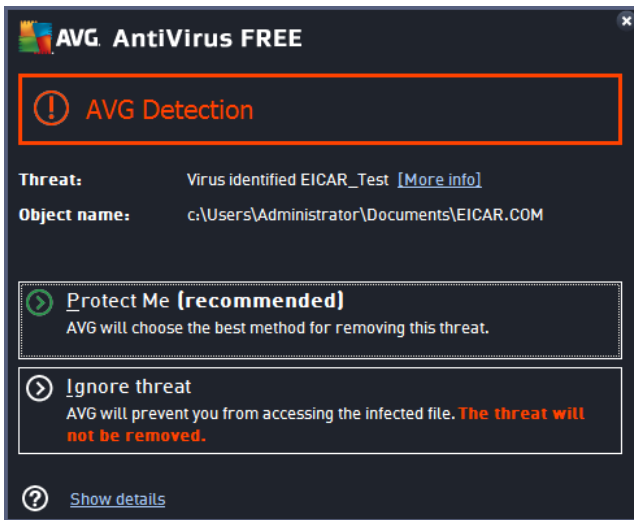 AVG. AntiVirus FREE
AVG Detection
Threat: Virus identified EICAR_Test [More info]
Object name: c:\Users\Administrator\Documents\EICAR.COM
Protect Me (recommended)
AVG will choose the best method for removing this threat.
Ignore threat
AVG will prevent you from accessing the infected file. The threat will
not be removed.
Show details